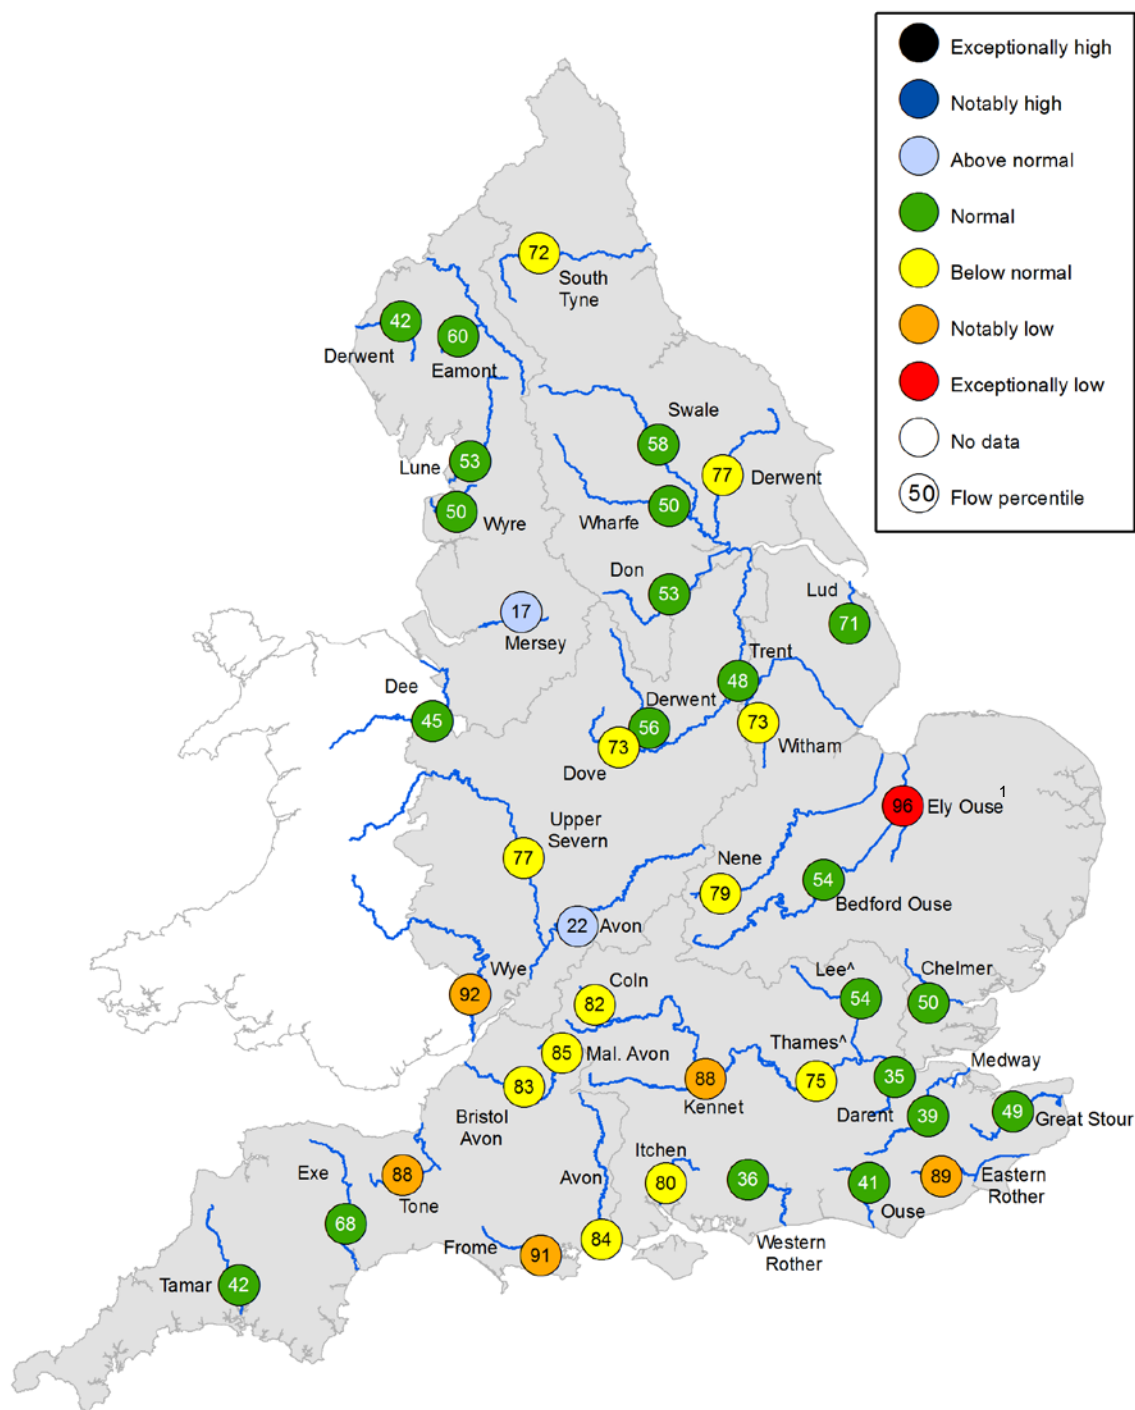 Exceptionally high
Notably high
Above normal
Normal
Below normal
Notably low
Exceptionally low
No data
50 Flow percentile
72
South
Tyne
42
Derwent
60
Eamont
Swale
58
53
Lune
77
Derwent
50
Wyre
50
Wharfe
Don
53
Lud
71
17
Mersey
Trent
48
Dee
45
Derwent
56
73
Dove
73
Witham
96
Ely Ouse 1
Upper
Severn
77
Nene
79
54
Bedford Ouse
22
Avon
Wye
92
Coln
82
Lee^
54
Chelmer
50
Mal. Avon
85
83
Bristol
Avon
88
Kennet
Thames^
75
35
Darent
Medway
39
49
Great Stour
Exe
68
88
Tone
Avon
84
Itchen
80
36
Western
Rother
41
Ouse
89
Eastern
Rother
Frome
91
Tamar
42